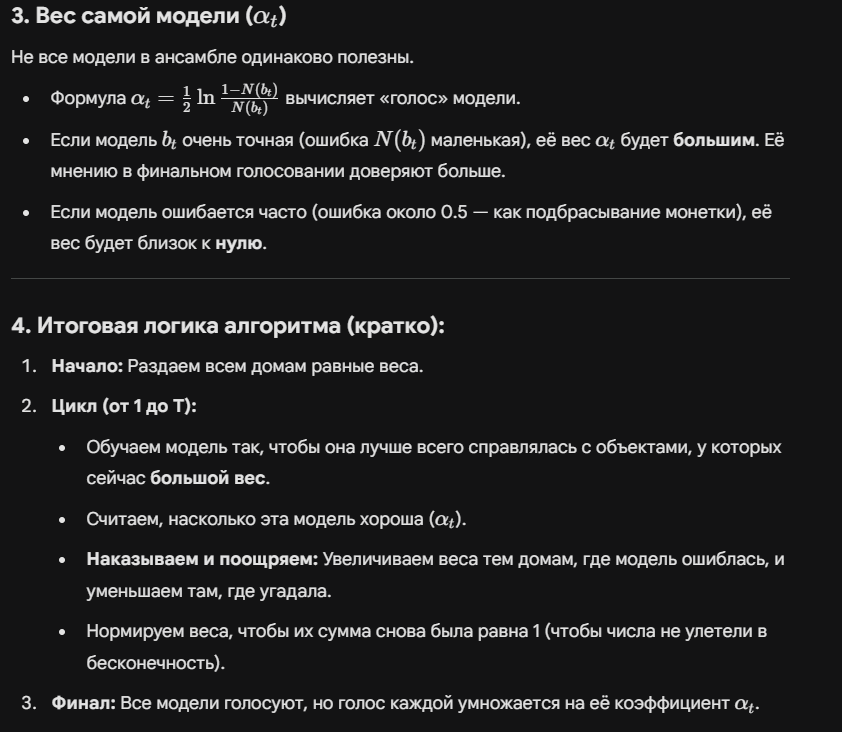 3. Вес самой модели (αₜ)
Не все модели в ансамбле одинаково полезны.
• Формула αₜ = 1/2 ln (1−N(bₜ))/N(bₜ) вычисляет «голос» модели.
• Если модель bₜ очень точная (ошибка N(bₜ) маленькая), её вес αₜ будет большим. Её
мнению в финальном голосовании доверяют больше.
• Если модель ошибается часто (ошибка около 0.5 — как подбрасывание монетки), её
вес будет близок к нулю.
4. Итоговая логика алгоритма (кратко):
1. Начало: Раздаем всем домам равные веса.
2. Цикл (от 1 до T):
• Обучаем модель так, чтобы она лучше всего справлялась с объектами, у которых
сейчас большой вес.
• Считаем, насколько эта модель хороша (αₜ).
• Наказываем и поощряем: Увеличиваем веса тем домам, где модель ошиблась, и
уменьшаем там, где угадала.
• Нормируем веса, чтобы их сумма снова была равна 1 (чтобы числа не улетели в
бесконечность).
3. Финал: Все модели голосуют, но голос каждой умножается на её коэффициент αₜ.